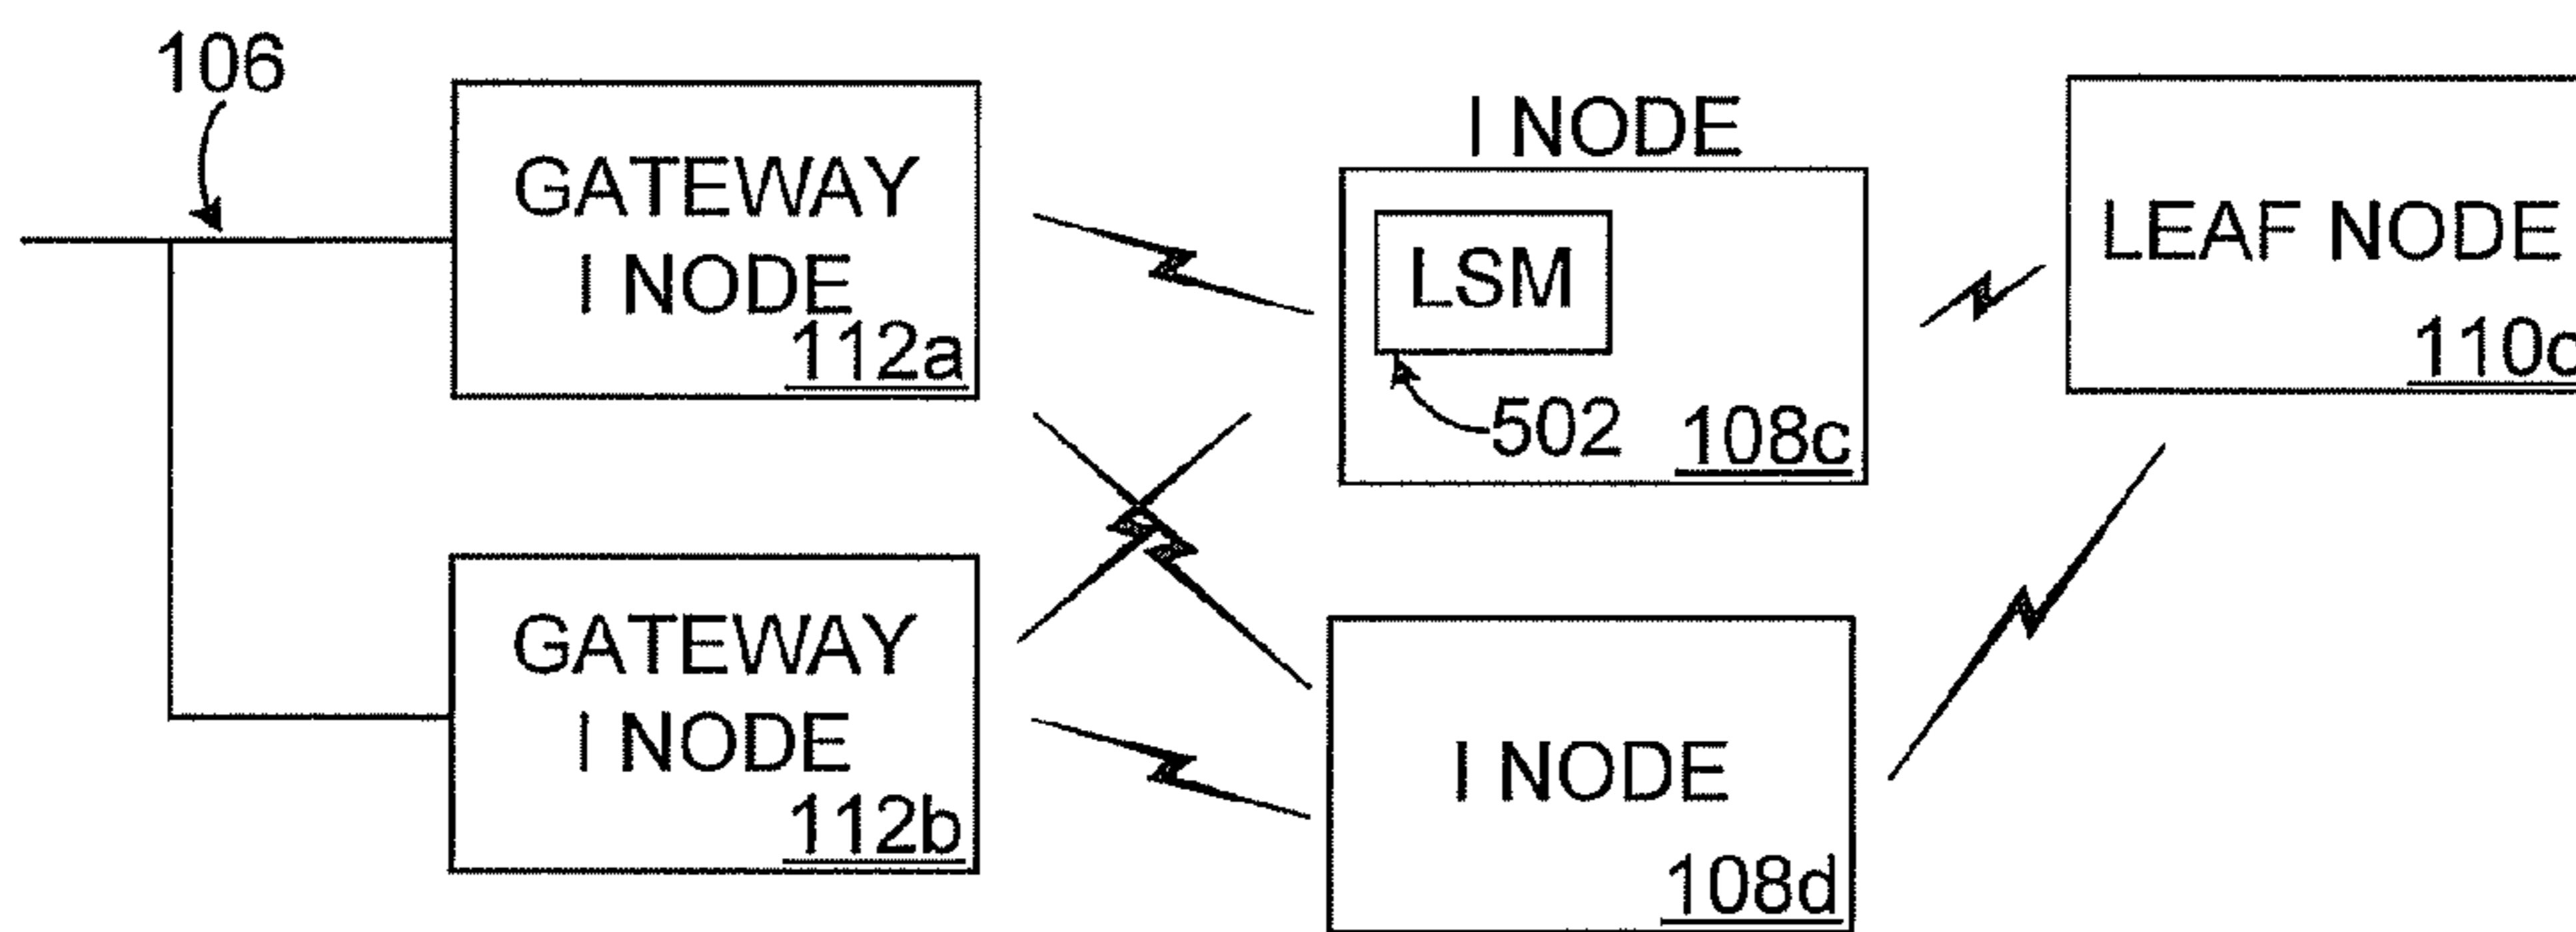 106
GATEWAY
I NODE
112a
I NODE
LSM
502
108c
LEAF NODE
GATEWAY
I NODE
112b
I NODE
108d